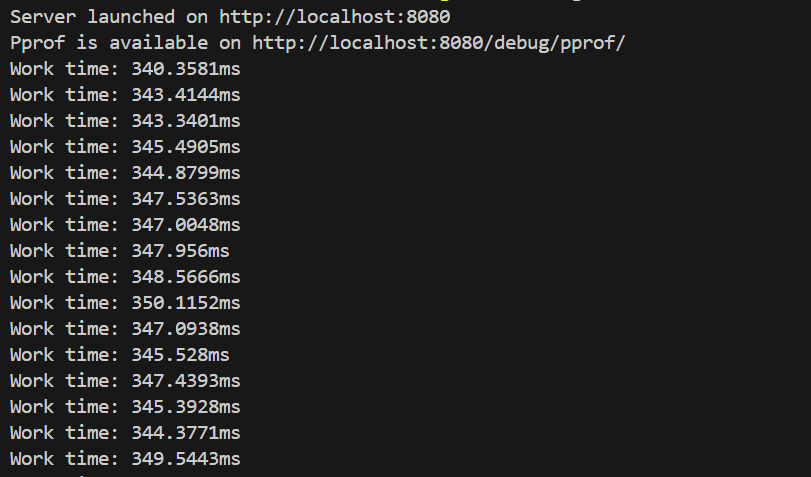 Server launched on http://localhost:8080
Pprof is available on http://localhost:8080/debug/pprof/
Work time: 340.3581ms
Work time: 343.4144ms
Work time: 343.3401ms
Work time: 345.4905ms
Work time: 344.8799ms
Work time: 347.5363ms
Work time: 347.0048ms
Work time: 347.956ms
Work time: 348.5666ms
Work time: 350.1152ms
Work time: 347.0938ms
Work time: 345.528ms
Work time: 347.4393ms
Work time: 345.3928ms
Work time: 344.3771ms
Work time: 349.5443ms